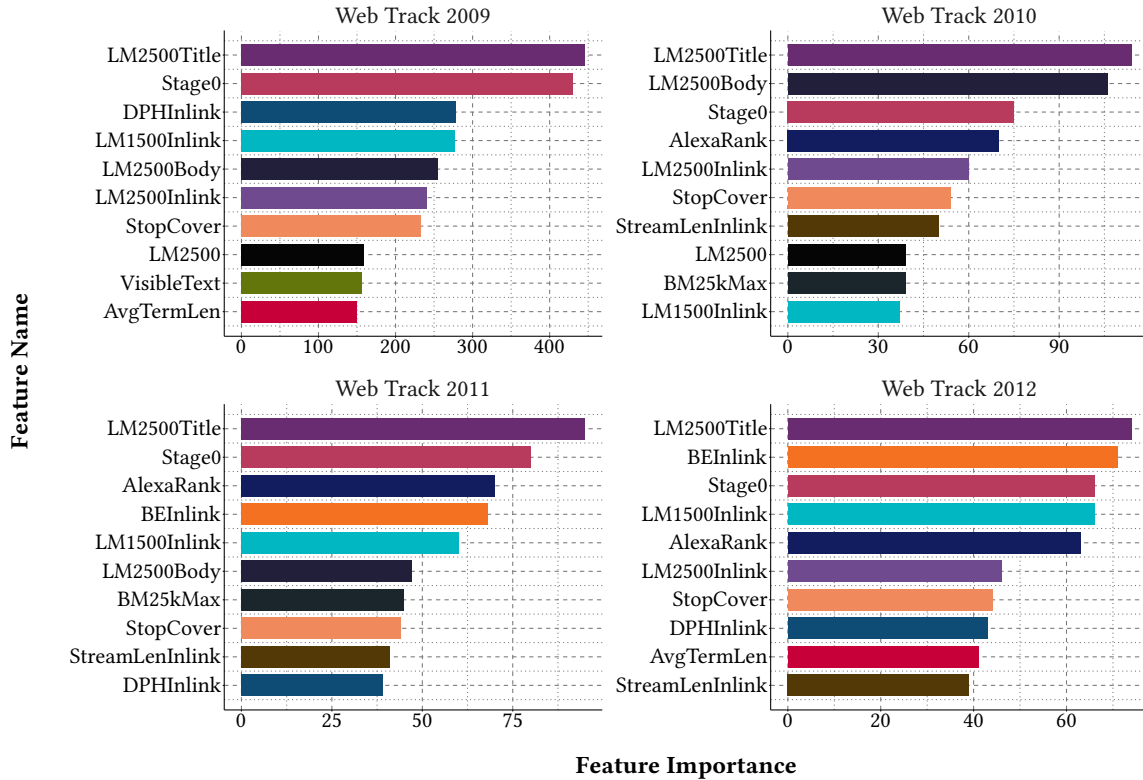 Web Track 2009
LM2500Title
Stage0
DPHInlink
LM1500Inlink
LM2500Body
LM2500Inlink
StopCover
LM2500
VisibleText
AvgTermLen
0 100 200 300 400
Web Track 2010
LM2500Title
LM2500Body
Stage0
AlexaRank
LM2500Inlink
StopCover
StreamLenInlink
LM2500
BM25kMax
LM1500Inlink
0 30 60 90
Feature Name
Web Track 2011
LM2500Title
Stage0
AlexaRank
BEInlink
LM1500Inlink
LM2500Body
BM25kMax
StopCover
StreamLenInlink
DPHInlink
0 25 50 75
Web Track 2012
LM2500Title
BEInlink
Stage0
LM1500Inlink
AlexaRank
LM2500Inlink
StopCover
DPHInlink
AvgTermLen
StreamLenInlink
0 20 40 60
Feature Importance